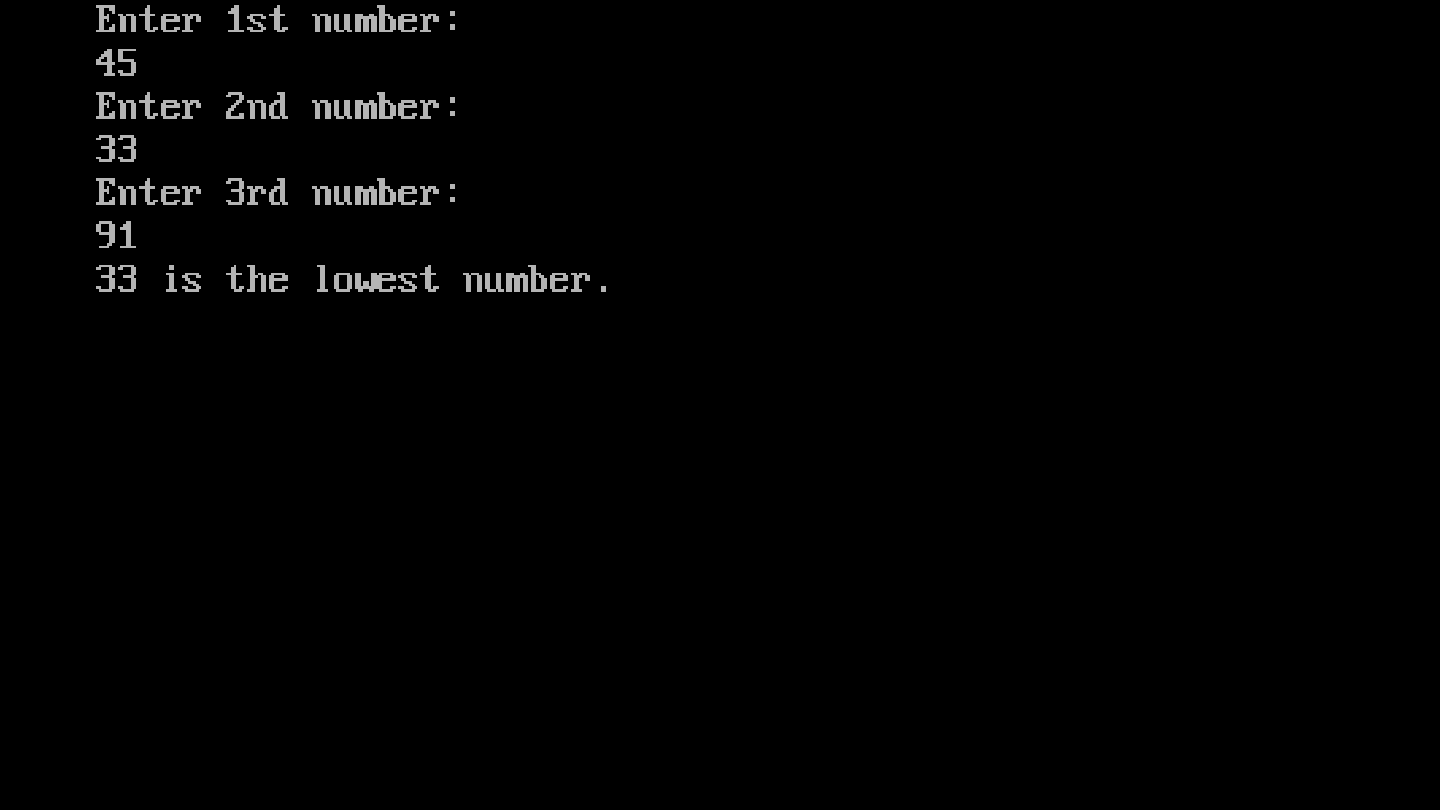 Enter 1st number:
45
Enter 2nd number:
33
Enter 3rd number:
91
33 is the lowest number.